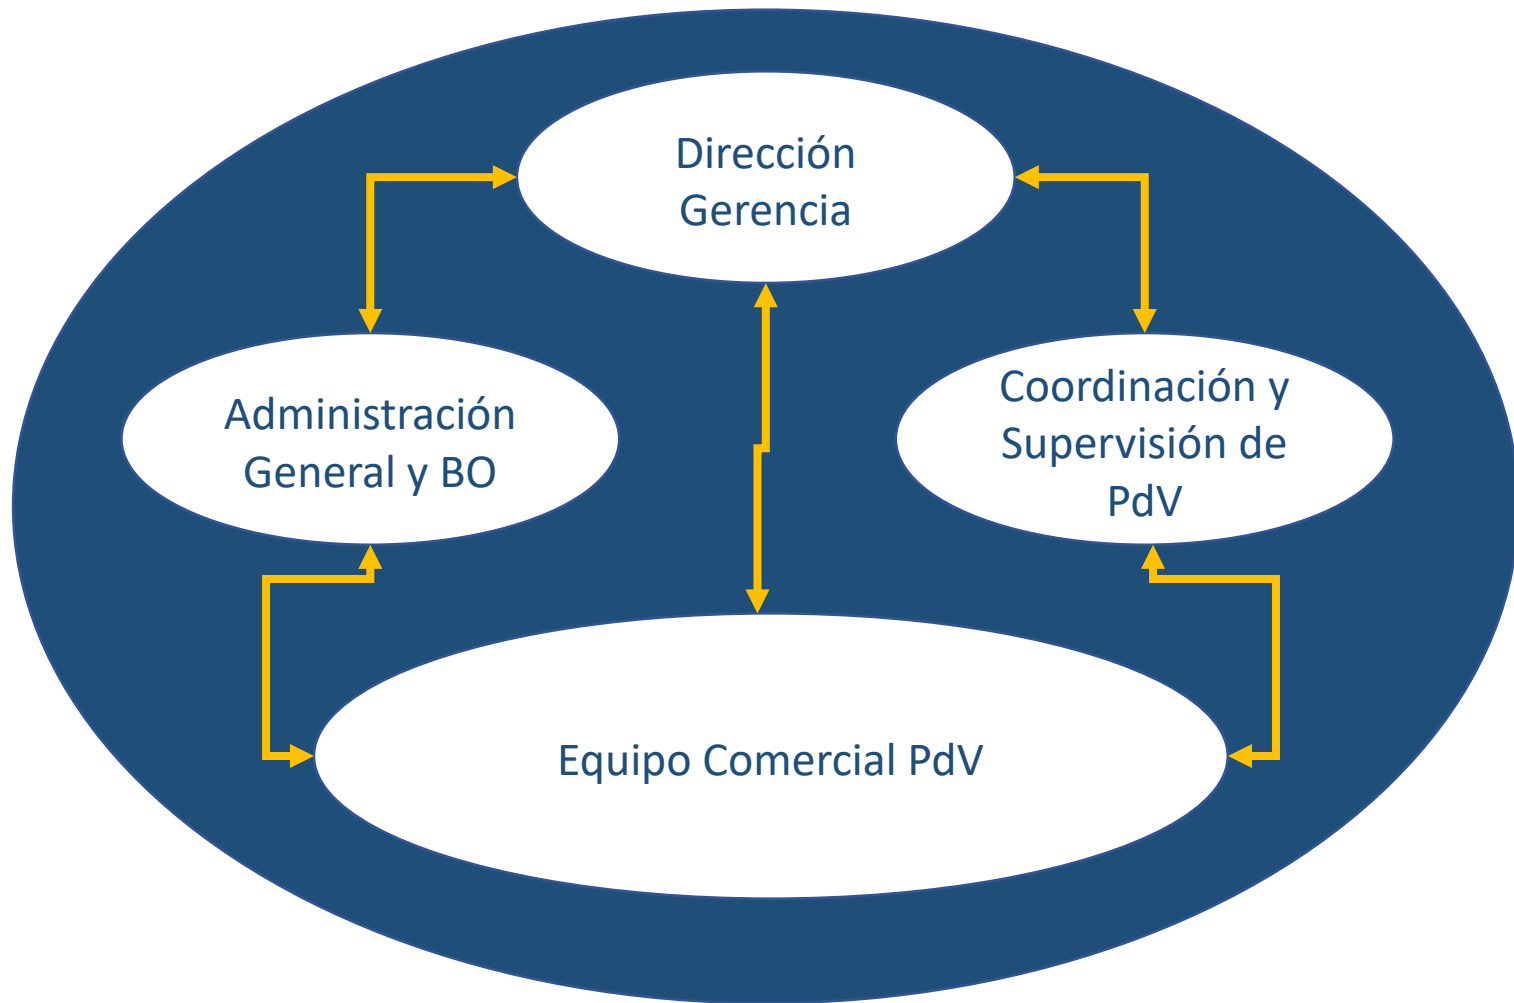 Dirección
Gerencia
Administración
General y BO
Coordinación y
Supervisión de
PdV
Equipo Comercial PdV